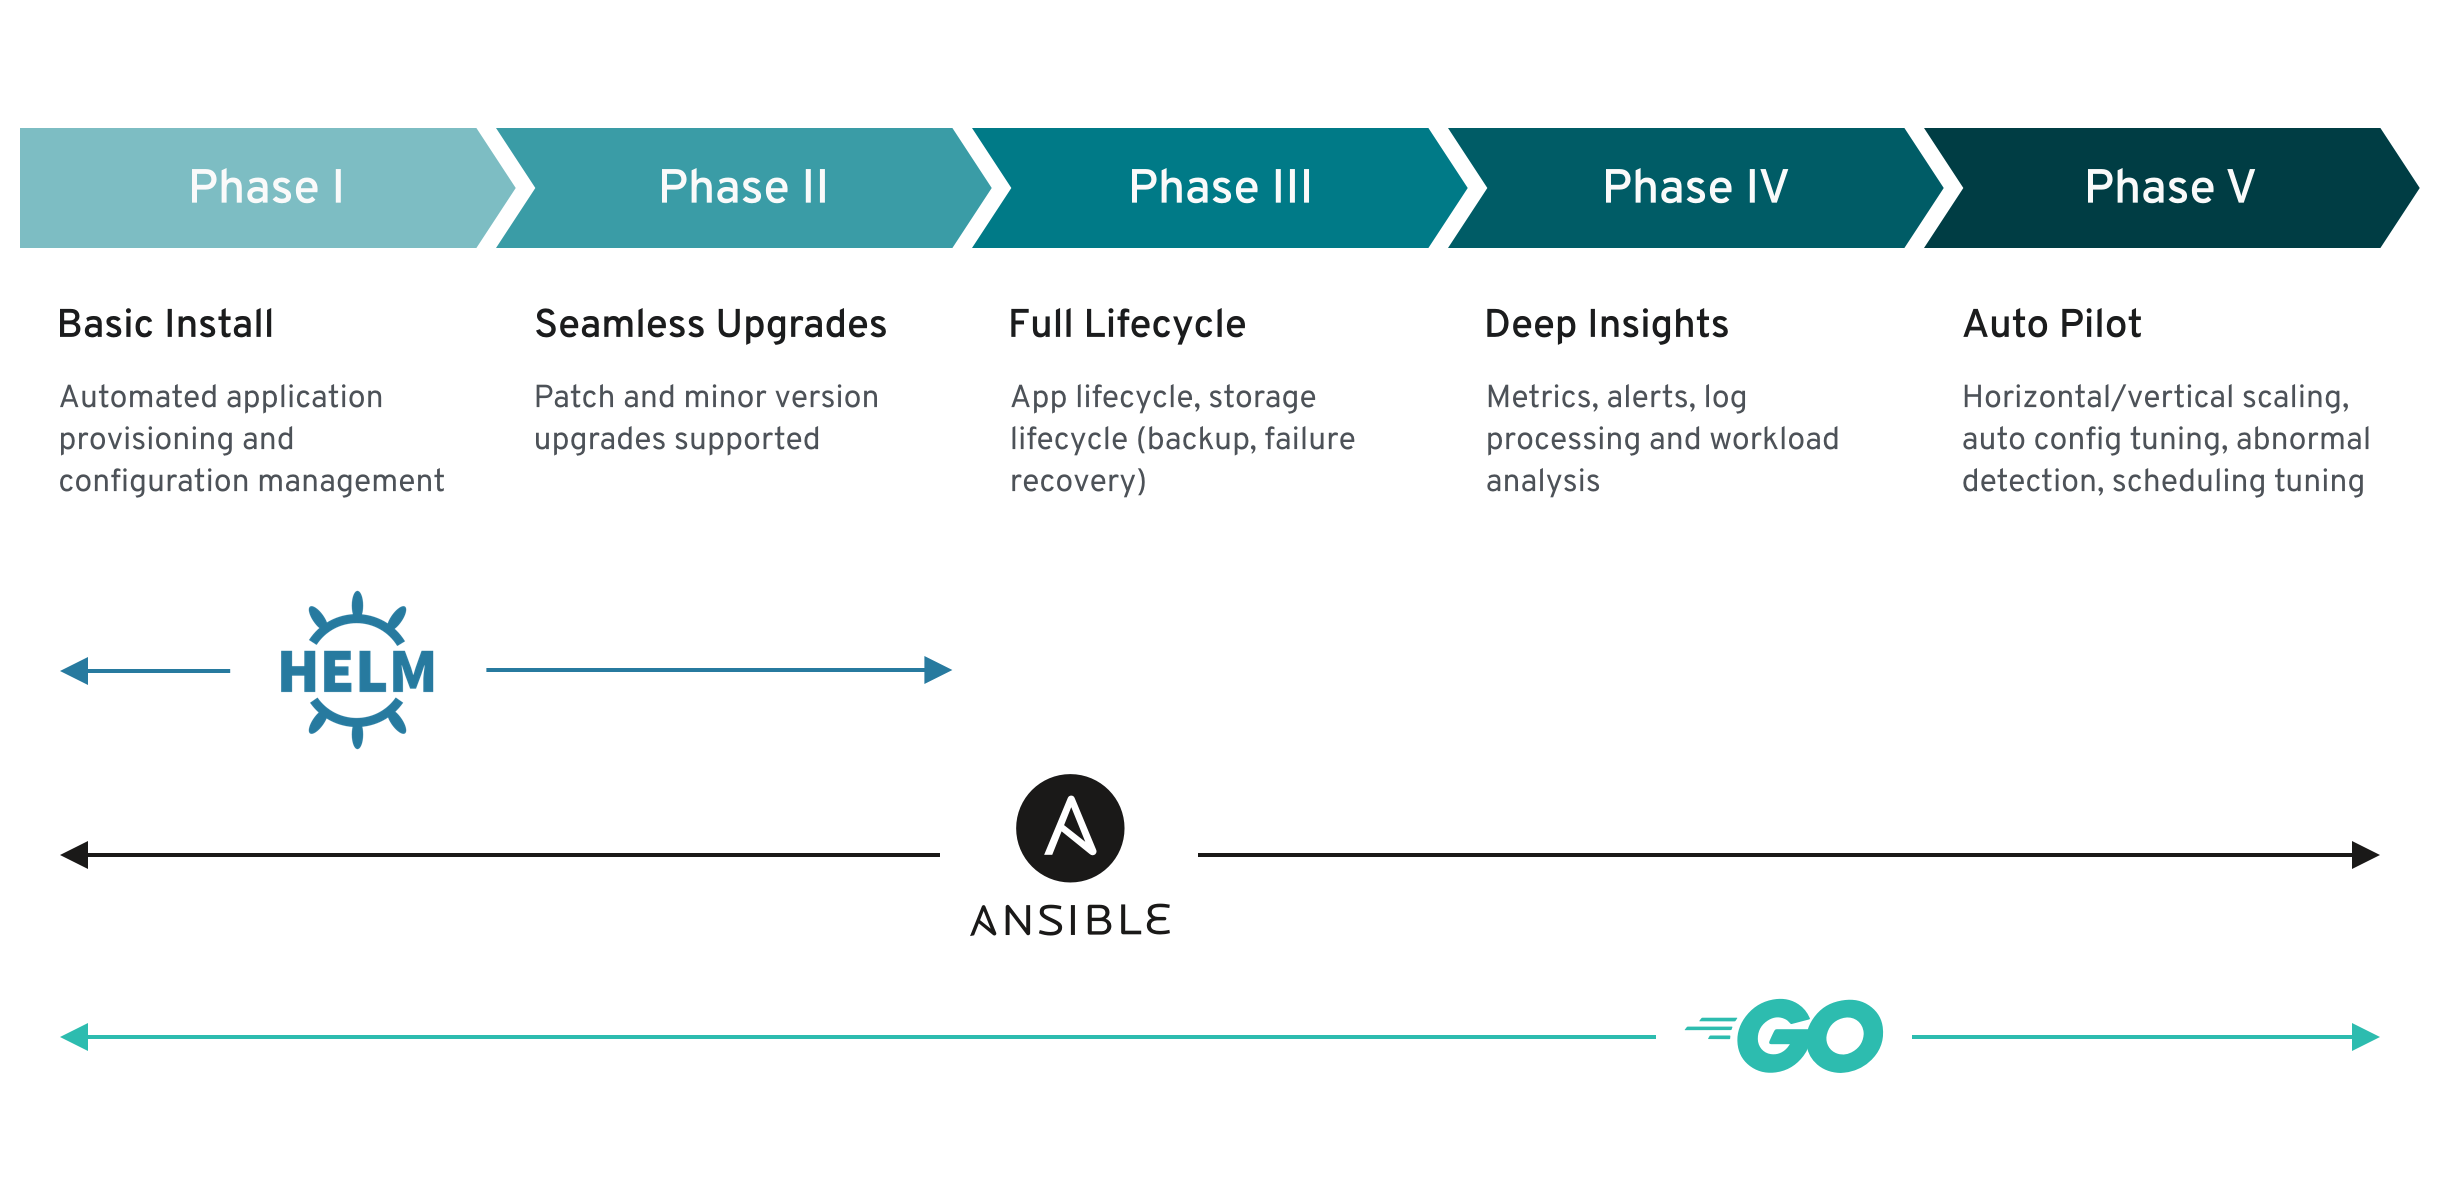 Phase I
Phase II
Phase III
Phase IV
Phase V
Basic Install
Automated application
provisioning and
configuration management
Seamless Upgrades
Patch and minor version
upgrades supported
Full Lifecycle
App lifecycle, storage
lifecycle (backup, failure
recovery)
Deep Insights
Metrics, alerts, log
processing and workload
analysis
Auto Pilot
Horizontal/vertical scaling,
auto config tuning, abnormal
detection, scheduling tuning
HELM
ANSIBLE
GO